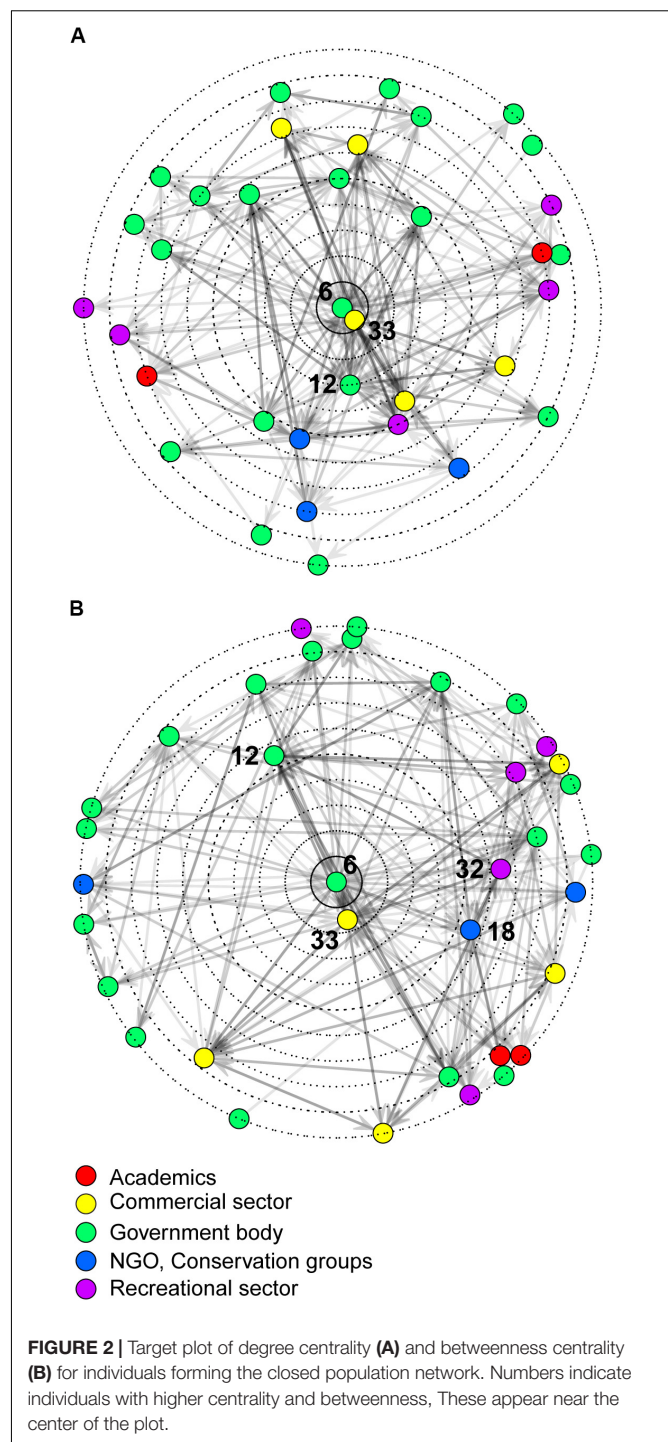 A
6
33
12
B
12
6
32
33
18
Academics
Commercial sector
Government body
NGO, Conservation groups
Recreational sector
FIGURE 2 | Target plot of degree centrality (A) and betweenness centrality
(B) for individuals forming the closed population network. Numbers indicate
individuals with higher centrality and betweenness, These appear near the
center of the plot.